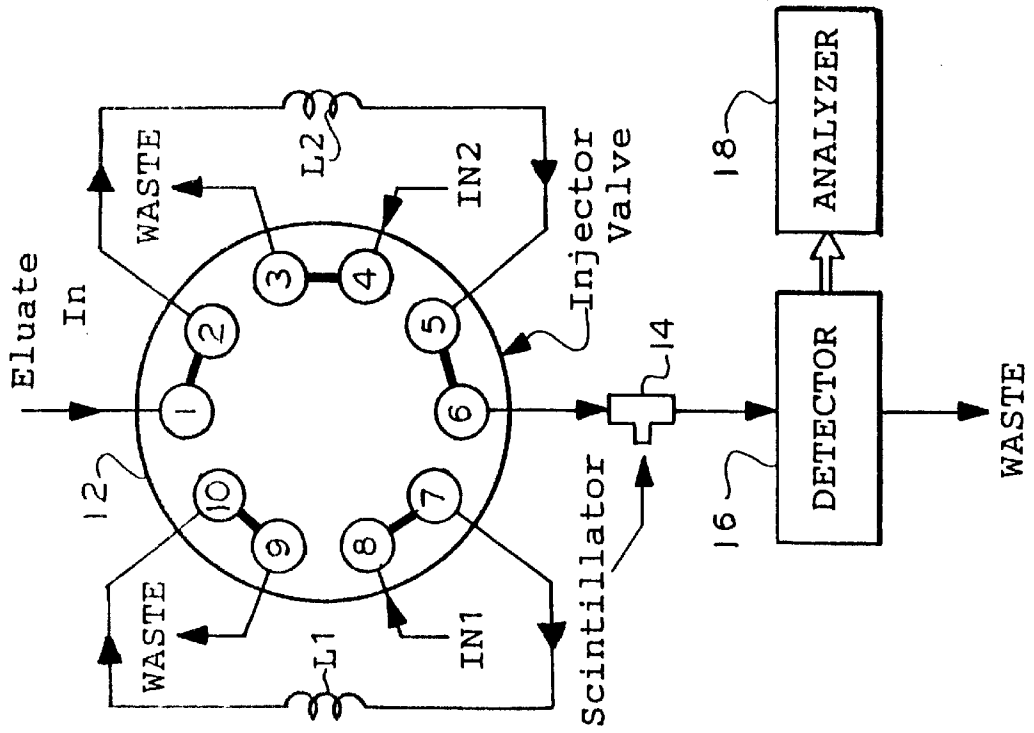 Eluate
In
12
WASTE
WASTE
L1
L2
1
2
3
4
5
6
7
8
9
10
IN1
IN2
Injector
Valve
Scintillator
14
16
DETECTOR
18
ANALYZER
WASTE